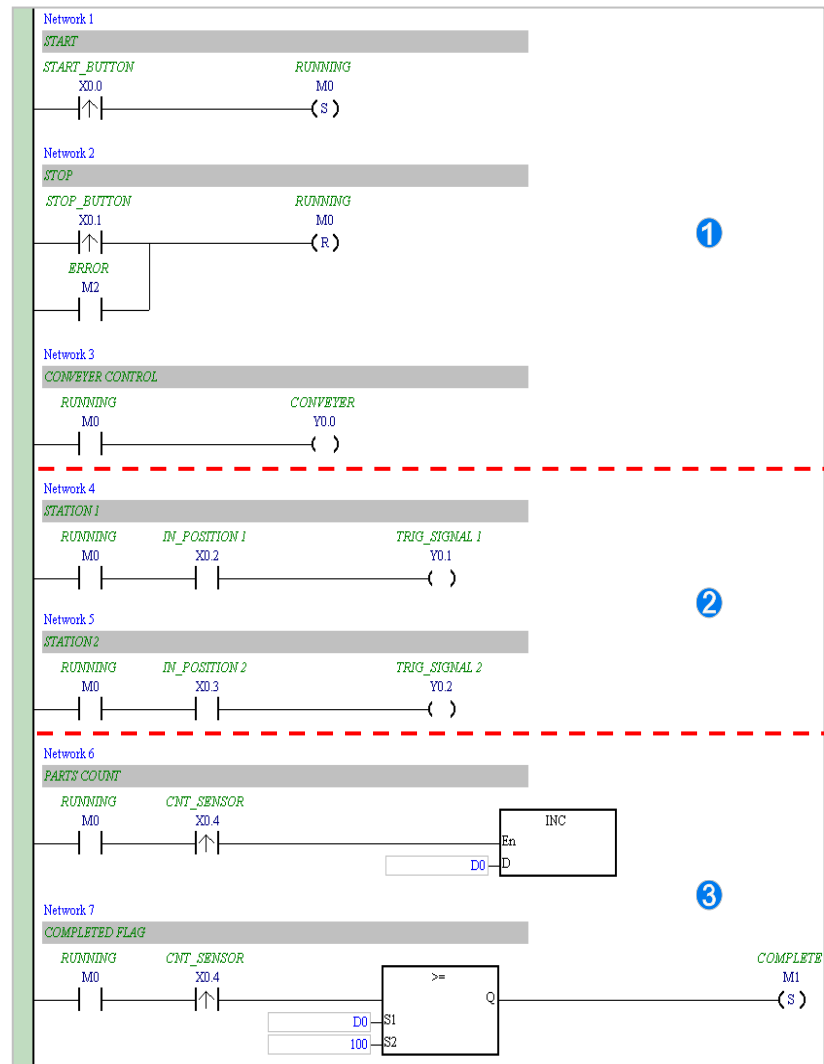 Network 1
START
START_BUTTON RUNNING
X0.0 M0
S
Network 2
STOP
STOP_BUTTON RUNNING
X0.1 M0
R
ERROR
M2
1
Network 3
CONVEYER CONTROL
RUNNING CONVEYER
M0 Y0.0
Network 4
STATION 1
RUNNING IN_POSITION 1 TRIG_SIGNAL 1
M0 X0.2 Y0.1
2
Network 5
STATION2
RUNNING IN_POSITION 2 TRIG_SIGNAL 2
M0 X0.3 Y0.2
Network 6
PARTS COUNT
RUNNING CNT_SENSOR
M0 X0.4 INC
En
D0 D
3
Network 7
COMPLETED FLAG
RUNNING CNT_SENSOR COMPLETE
M0 X0.4 >= M1
Q S
D0 S1
100 S2